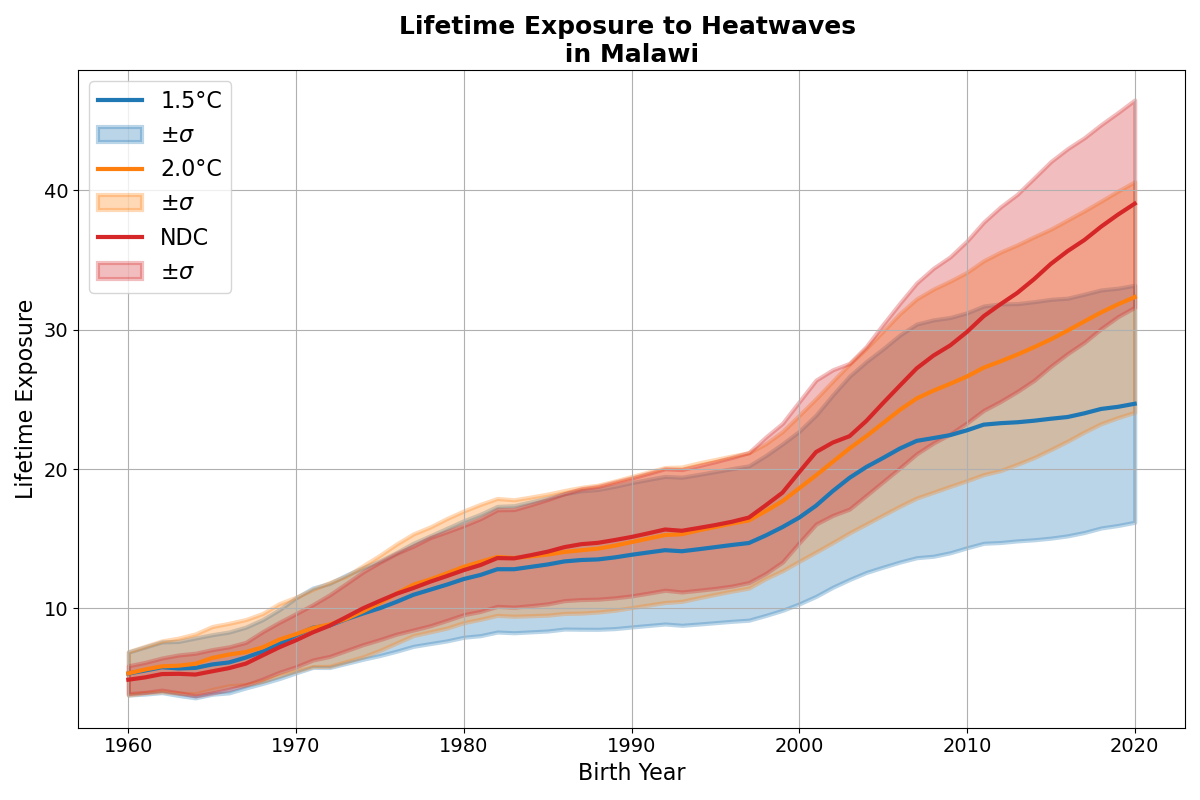 Lifetime Exposure to Heatwaves
in Malawi
1.5°C
±σ
2.0°C
±σ
NDC
±σ
Lifetime Exposure
40
30
20
10
1960 1970 1980 1990 2000 2010 2020
Birth Year